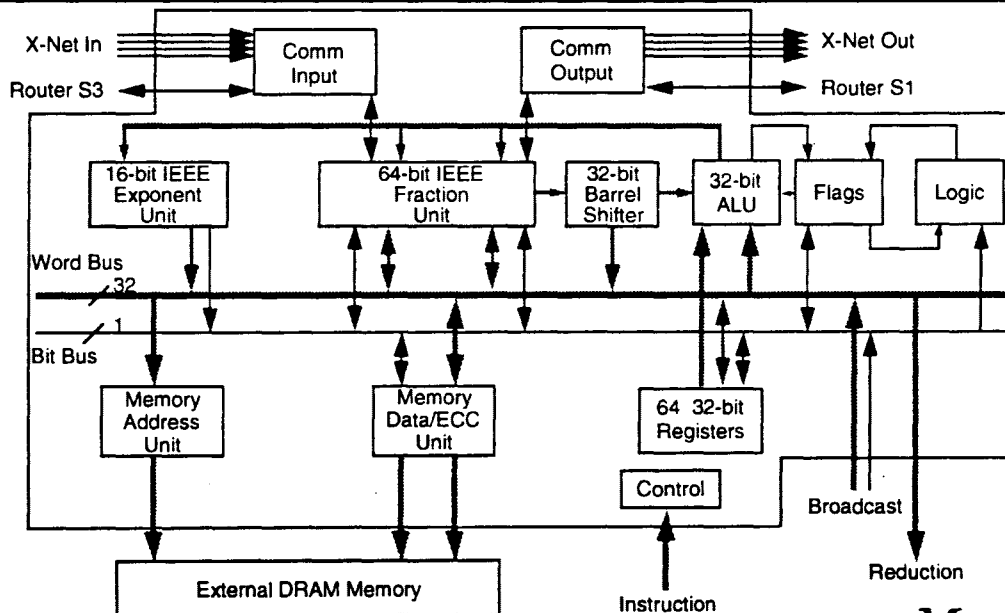 X-Net In
Comm
Input
Comm
Output
X-Net Out
Router S3
Router S1
16-bit IEEE
Exponent
Unit
64-bit IEEE
Fraction
Unit
32-bit
Barrel
Shifter
32-bit
ALU
Flags
Logic
Word Bus
32
1
Bit Bus
Memory
Address
Unit
Memory
Data/ECC
Unit
64 32-bit
Registers
Control
Broadcast
External DRAM Memory
Instruction
Reduction